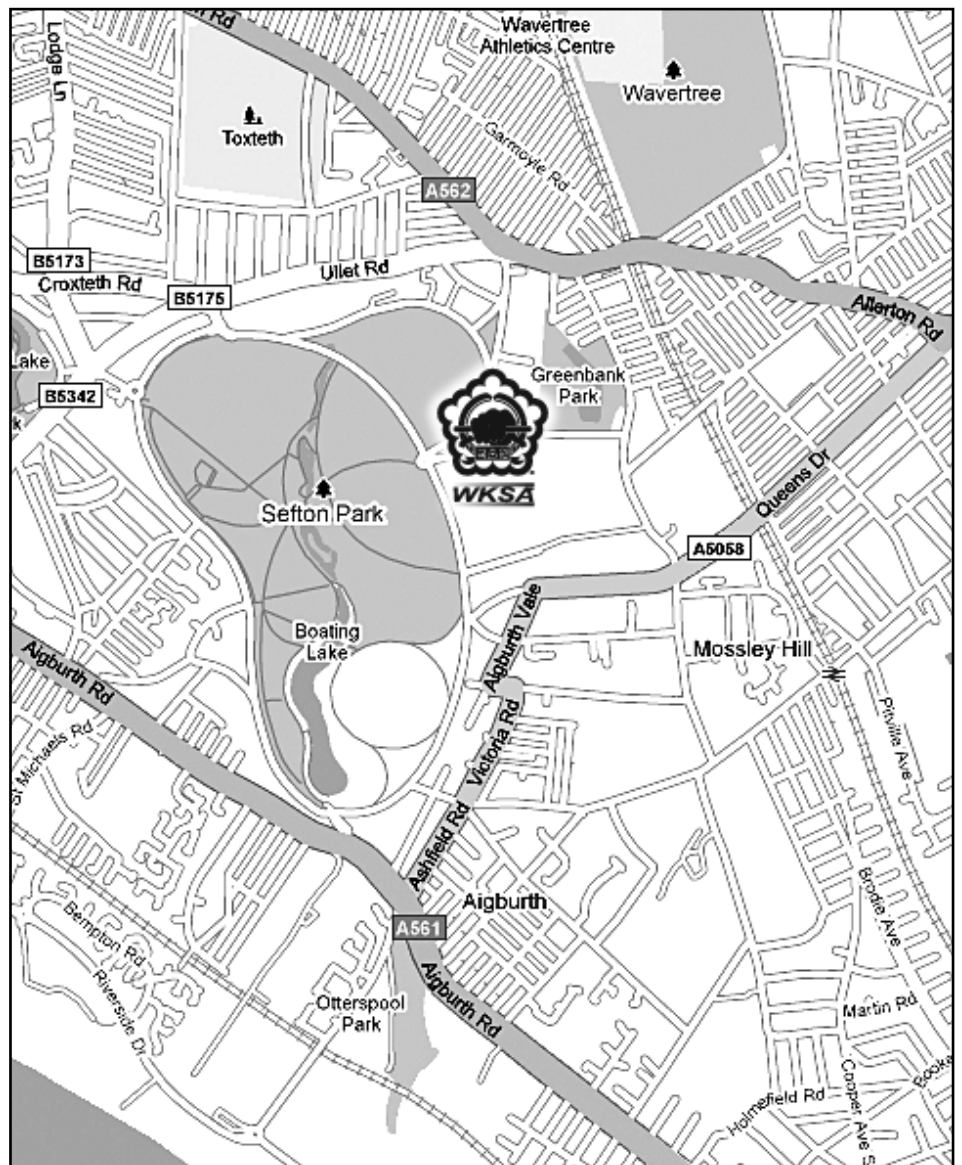 Lodge Ln
Rd
Wavertree
Athletics Centre
Wavertree
Toxteth
Garmoyle Rd
A562
B5173
Croxteth Rd
B5175
Ullet Rd
Allerton Rd
Lake
B5342
Greenbank
Park
WKSA
Sefton Park
Queens Dr
A5058
Boating
Lake
Aigburth Vale
Mossley Hill
Aigburth Rd
St Michaels Rd
Victoria Rd
Pitville Ave
Ashfield Rd
Aigburth
Brodie Ave
A561
Bempton Rd
Riverside Dr
Otterspool
Park
Aigburth Rd
Martin Rd
Holmefield Rd
Cooper Ave S